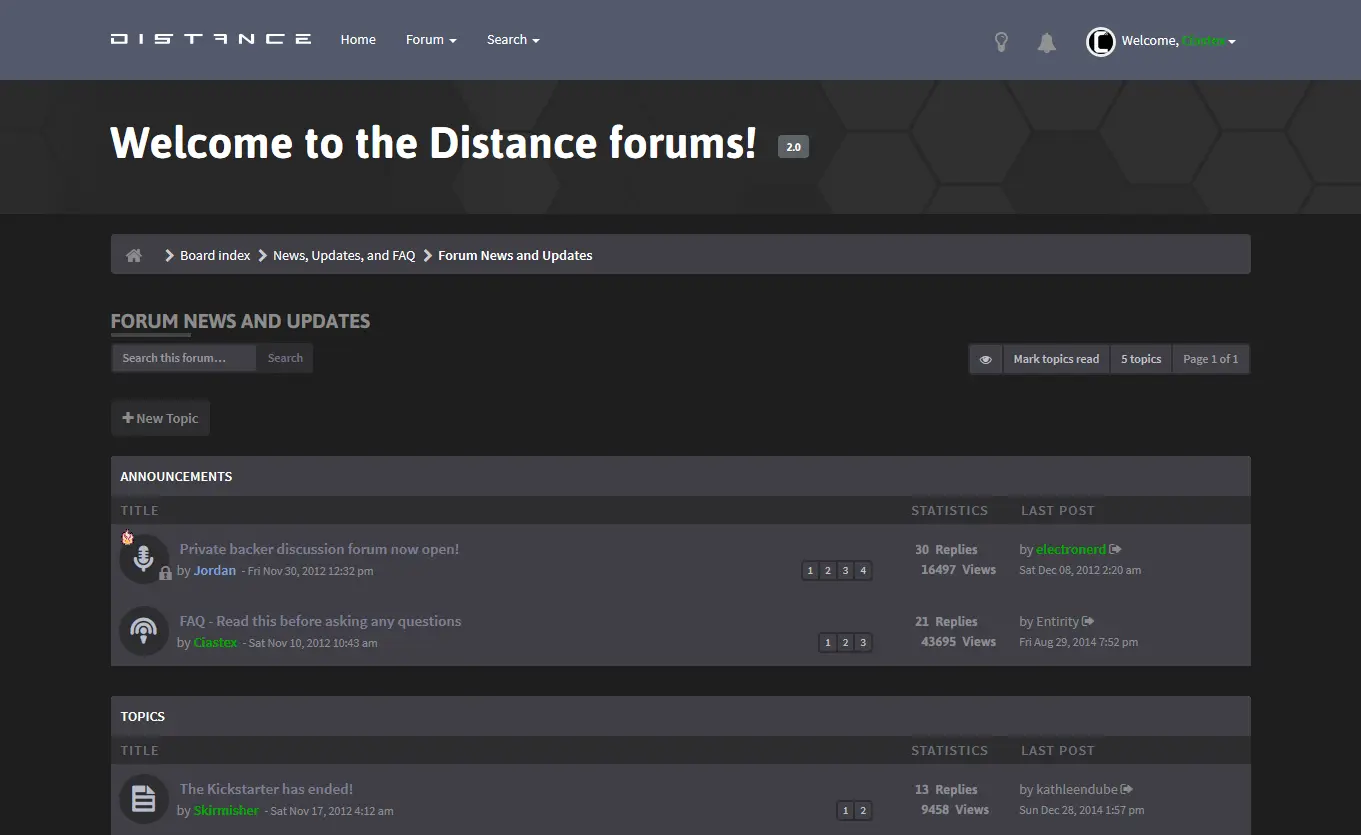 DISTANCE Home Forum Search Welcome, Ciastex
Welcome to the Distance forums! 2.0
Board index News, Updates, and FAQ Forum News and Updates
FORUM NEWS AND UPDATES
Search this forum... Search Mark topics read 5 topics Page 1 of 1
New Topic
ANNOUNCEMENTS
TITLE STATISTICS LAST POST
Private backer discussion forum now open! 30 Replies by electronerd
by Jordan - Fri Nov 30, 2012 12:32 pm 1 2 3 4 16497 Views Sat Dec 08, 2012 2:20 am
FAQ - Read this before asking any questions 21 Replies by Entirity
by Ciastex - Sat Nov 10, 2012 10:43 am 1 2 3 43695 Views Fri Aug 29, 2014 7:52 pm
TOPICS
TITLE STATISTICS LAST POST
The Kickstarter has ended! 13 Replies by kathleendube
by Skirmisher - Sat Nov 17, 2012 4:12 am 1 2 9458 Views Sun Dec 28, 2014 1:57 pm